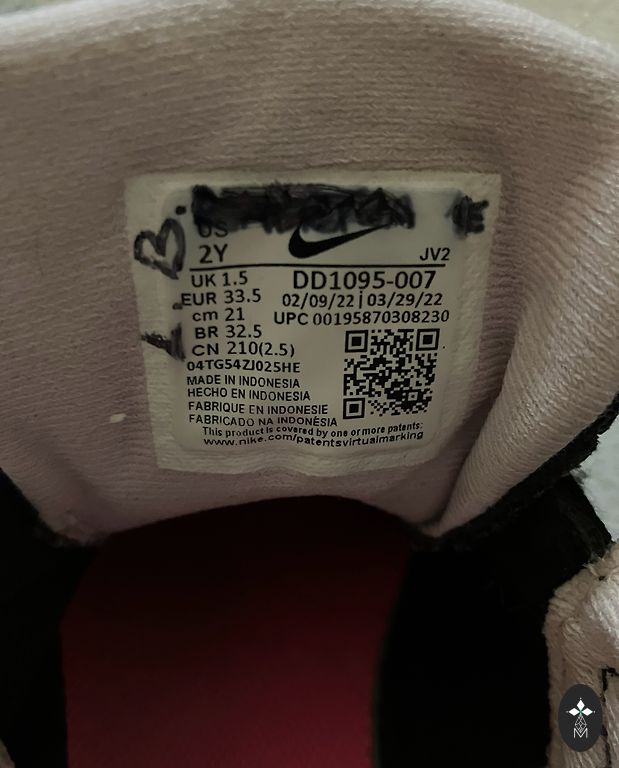 B.
US
2Y
JV2
UK 1.5 DD1095-007
EUR 33.5 02/09/22 | 03/29/22
cm 21 UPC 00195870308230
BR 32.5
CN 210(2.5)
04TG54ZJ025HE
MADE IN INDONESIA
HECHO EN INDONESIA
FABRIQUE EN INDONESIE
FABRICADO NA INDONÉSIA
This product is covered by one or more patents:
www.nike.com/patentsvirtualmarking